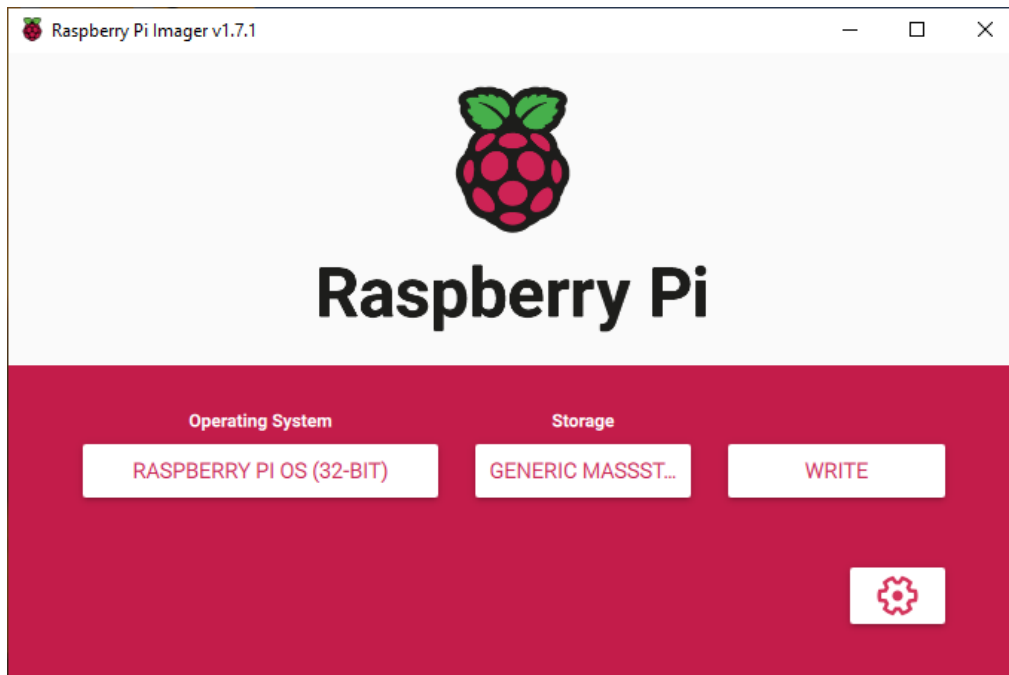 Raspberry Pi Imager v1.7.1
Raspberry Pi
Operating System
Storage
RASPBERRY PI OS (32-BIT)
GENERIC MASSST...
WRITE